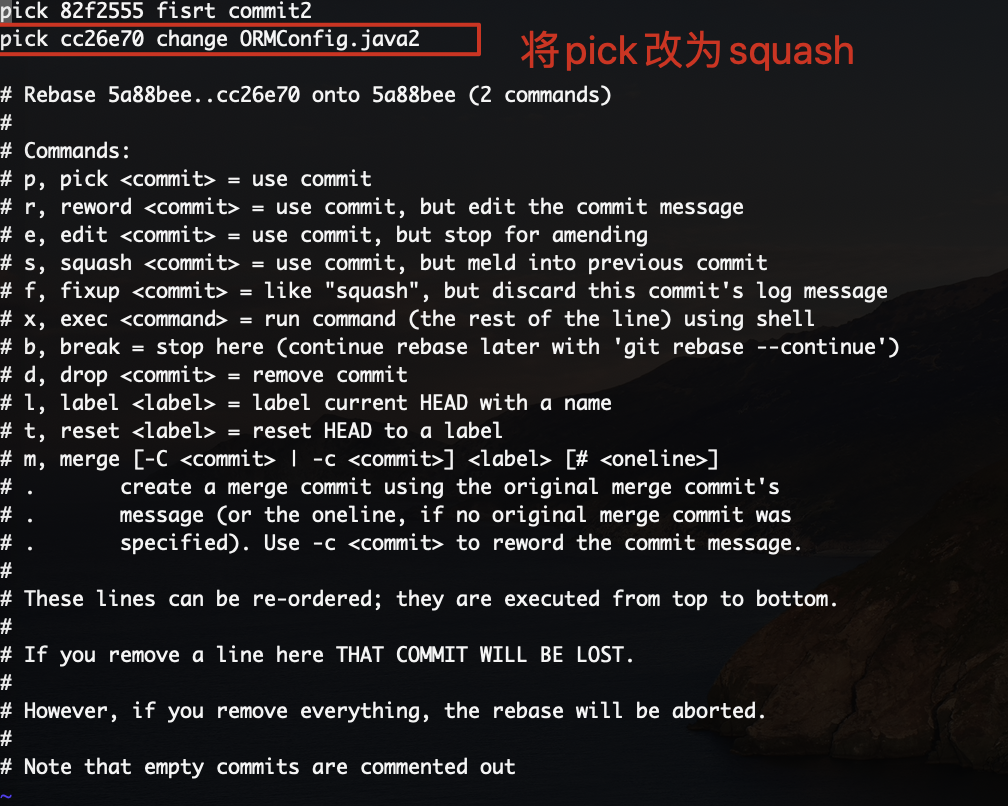 pick 82f2555 fisrt commit2
pick cc26e70 change ORMConfig.java2
将pick改为squash
# Rebase 5a88bee..cc26e70 onto 5a88bee (2 commands)
#
# Commands:
# p, pick <commit> = use commit
# r, reword <commit> = use commit, but edit the commit message
# e, edit <commit> = use commit, but stop for amending
# s, squash <commit> = use commit, but meld into previous commit
# f, fixup <commit> = like "squash", but discard this commit's log message
# x, exec <command> = run command (the rest of the line) using shell
# b, break = stop here (continue rebase later with 'git rebase --continue')
# d, drop <commit> = remove commit
# l, label <label> = label current HEAD with a name
# t, reset <label> = reset HEAD to a label
# m, merge [-C <commit> | -c <commit>] <label> [# <oneline>]
# .       create a merge commit using the original merge commit's
# .       message (or the oneline, if no original merge commit was
# .       specified). Use -c <commit> to reword the commit message.
#
# These lines can be re-ordered; they are executed from top to bottom.
#
# If you remove a line here THAT COMMIT WILL BE LOST.
#
# However, if you remove everything, the rebase will be aborted.
#
# Note that empty commits are commented out
~